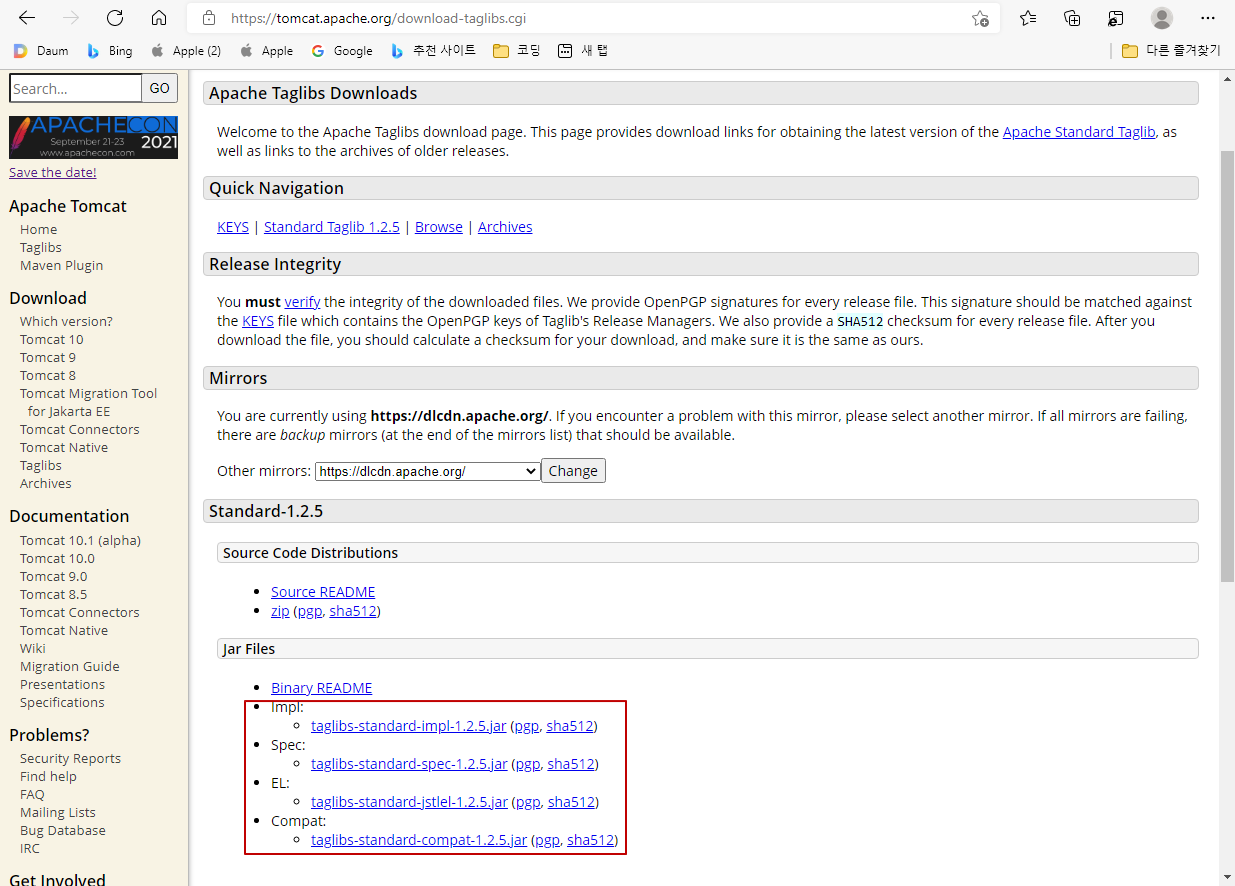 https://tomcat.apache.org/download-taglibs.cgi
Daum
Bing
Apple (2)
Apple
Google
추천 사이트
코딩
새 탭
다른 즐겨찾기
Search...
GO
APACHECON
September 21-23
2021
www.apachecon.com
Save the date!
Apache Tomcat
Home
Taglibs
Maven Plugin
Download
Which version?
Tomcat 10
Tomcat 9
Tomcat 8
Tomcat Migration Tool
for Jakarta EE
Tomcat Connectors
Tomcat Native
Taglibs
Archives
Documentation
Tomcat 10.1 (alpha)
Tomcat 10.0
Tomcat 9.0
Tomcat 8.5
Tomcat Connectors
Tomcat Native
Wiki
Migration Guide
Presentations
Specifications
Problems?
Security Reports
Find help
FAQ
Mailing Lists
Bug Database
IRC
Get Involved
Apache Taglibs Downloads
Welcome to the Apache Taglibs download page. This page provides download links for obtaining the latest version of the Apache Standard Taglib, as
well as links to the archives of older releases.
Quick Navigation
KEYS | Standard Taglib 1.2.5 | Browse | Archives
Release Integrity
You must verify the integrity of the downloaded files. We provide OpenPGP signatures for every release file. This signature should be matched against
the KEYS file which contains the OpenPGP keys of Taglib's Release Managers. We also provide a SHA512 checksum for every release file. After you
download the file, you should calculate a checksum for your download, and make sure it is the same as ours.
Mirrors
You are currently using https://dlcdn.apache.org/. If you encounter a problem with this mirror, please select another mirror. If all mirrors are failing,
there are backup mirrors (at the end of the mirrors list) that should be available.
Other mirrors: https://dlcdn.apache.org/ Change
Standard-1.2.5
Source Code Distributions
Source README
zip (pgp, sha512)
Jar Files
Binary README
Impl:
taglibs-standard-impl-1.2.5.jar (pgp, sha512)
Spec:
taglibs-standard-spec-1.2.5.jar (pgp, sha512)
EL:
taglibs-standard-jstlel-1.2.5.jar (pgp, sha512)
Compat:
taglibs-standard-compat-1.2.5.jar (pgp, sha512)